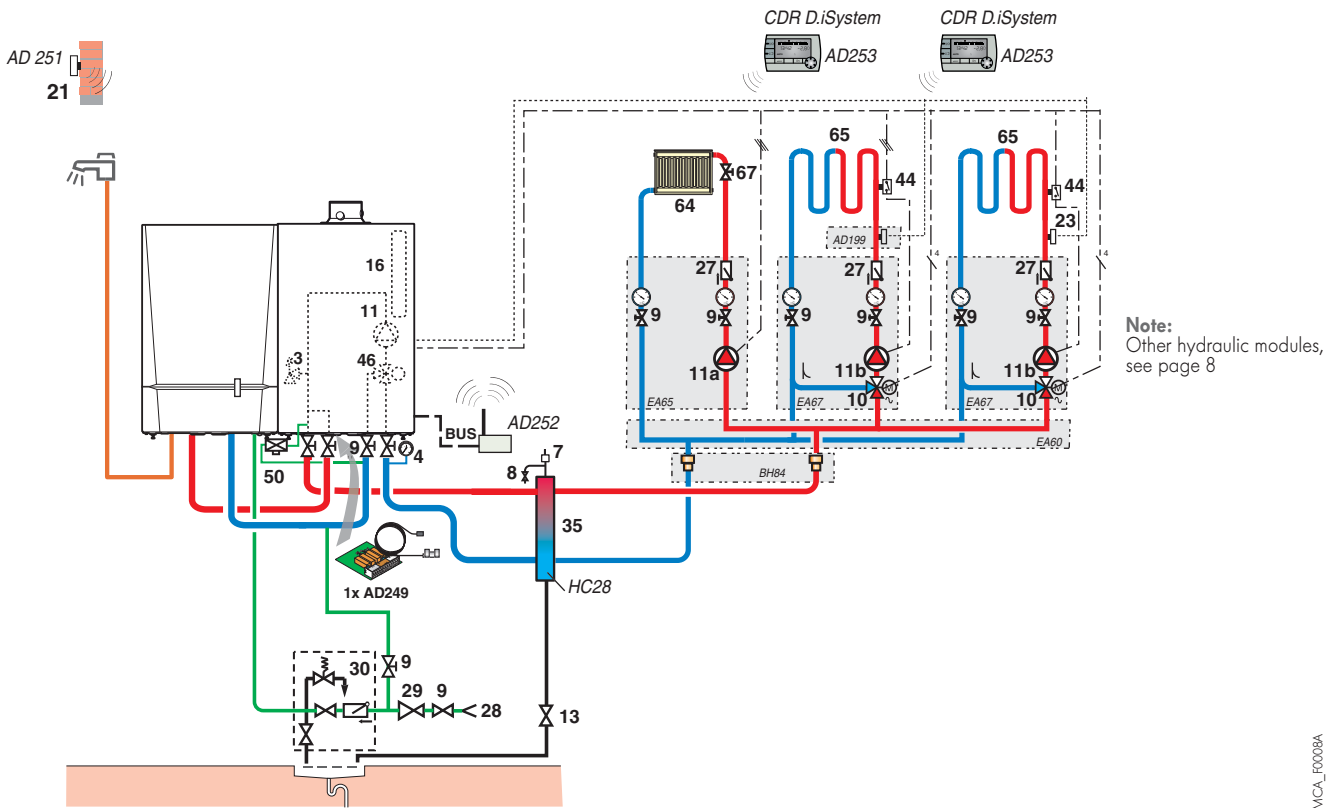 CDR D.iSystem
CDR D.iSystem
AD 251
AD253
AD253
21
65
65
67
44
44
64
23
AD199
16
27
27
27
11
9
9
9
9
9
9
Note:
Other hydraulic modules,
see page 8
3
46
4
4
M
M
11a
11b
11b
10
10
EA65
EA67
EA67
AD252
BUS
EA60
9
4
50
7
8
BH84
35
HC28
1x AD249
30
9
29
9
28
13
MCA_F0008A